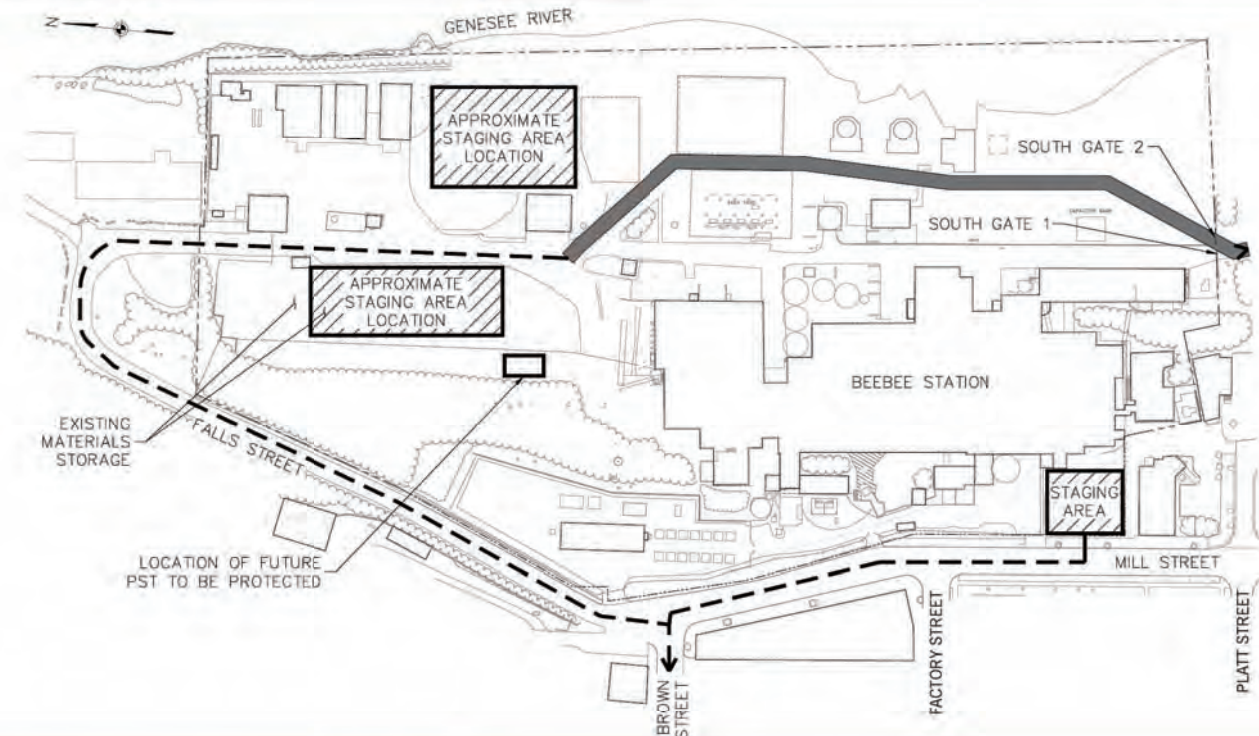 N
GENESEE RIVER
APPROXIMATE
STAGING AREA
LOCATION
SOUTH GATE 2
SOUTH GATE 1
APPROXIMATE
STAGING AREA
LOCATION
BEEBEE STATION
EXISTING
MATERIALS
STORAGE
FALLS STREET
STAGING
AREA
LOCATION OF FUTURE
PST TO BE PROTECTED
MILL STREET
BROWN
STREET
FACTORY STREET
PLATT STREET